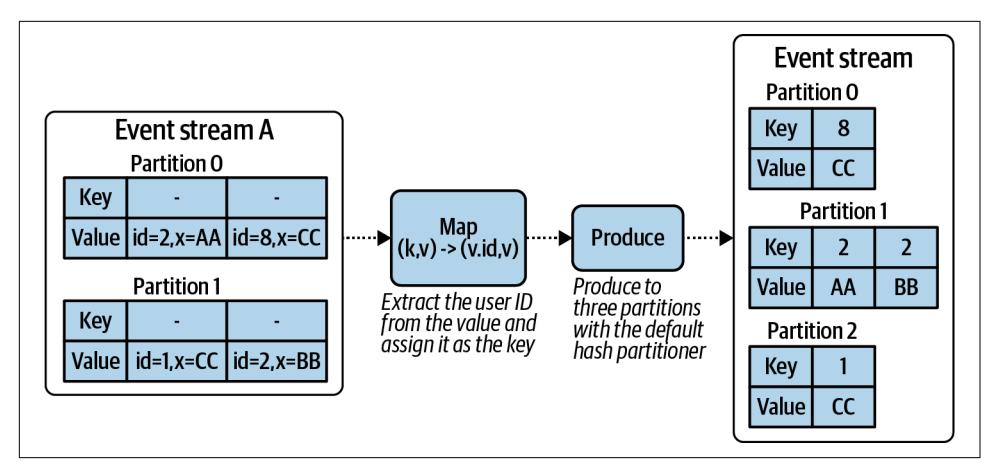 Event stream A
Partition 0
Key - -
Value id=2,x=AA id=8,x=CC
Partition 1
Key - -
Value id=1,x=CC id=2,x=BB
Map
(k,v) -> (v.id,v)
Extract the user ID
from the value and
assign it as the key
Produce
Produce to
three partitions
with the default
hash partitioner
Event stream
Partition 0
Key 8
Value CC
Partition 1
Key 2 2
Value AA BB
Partition 2
Key 1
Value CC